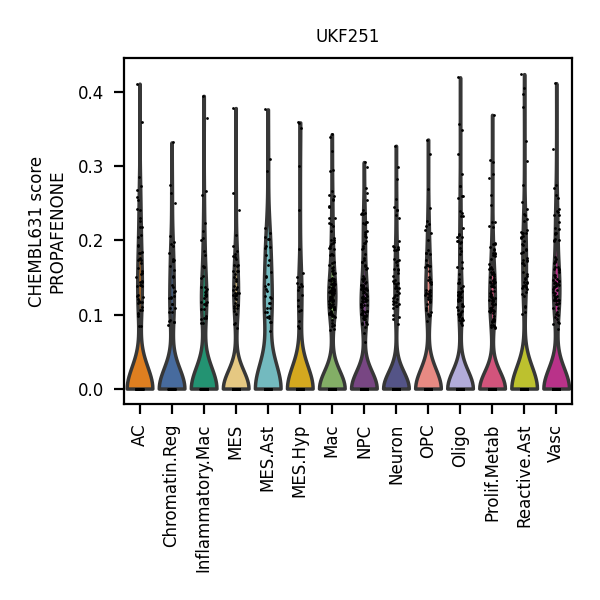 UKF251
CHEMBL631 score
PROPAFENONE
0.4
0.3
0.2
0.1
0.0
AC
Chromatin.Reg
Inflammatory.Mac
MES
MES.Ast
MES.Hyp
Mac
NPC
Neuron
OPC
Oligo
Prolif.Metab
Reactive.Ast
Vasc